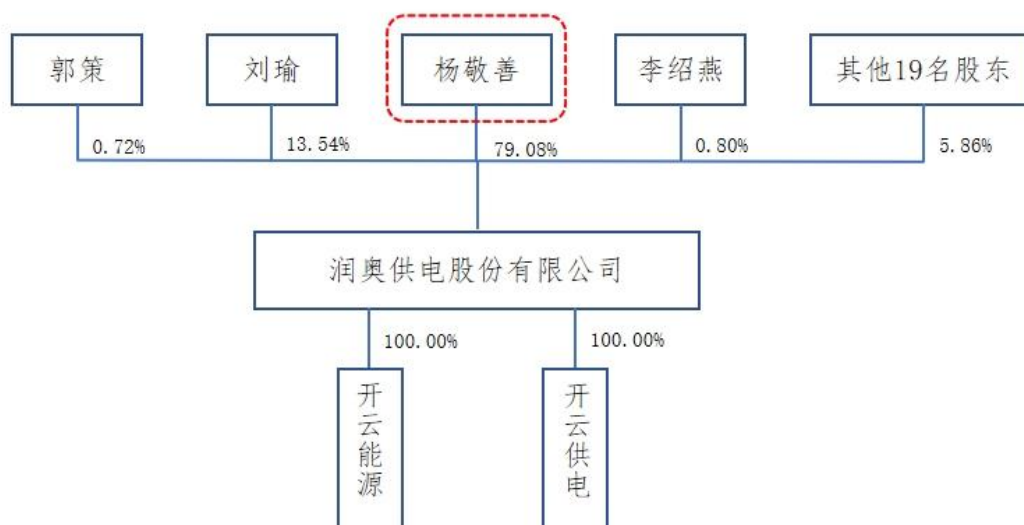 郭策
刘瑜
杨敬善
李绍燕
其他19名股东
0.72%
13.54%
79.08%
0.80%
5.86%
润奥供电股份有限公司
100.00%
100.00%
开云能源
开云供电